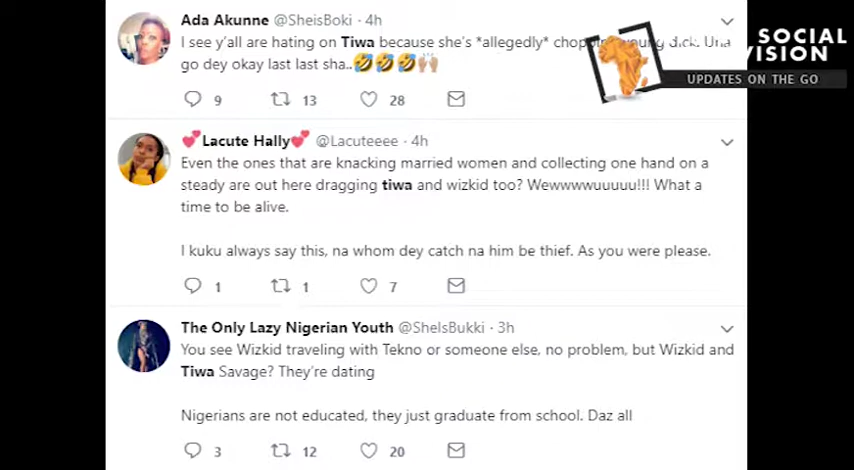 Ada Akunne @SheisBoki · 4h
I see y'all are hating on Tiwa because she's *allegedly* young dick. Una
go dey okay last last sha..🤣🤣🤣🙌🏽
9 13 28
SOCIAL
VISION
UPDATES ON THE GO
💕Lacute Hally💕 @Lacuteeee · 4h
Even the ones that are knacking married women and collecting one hand on a
steady are out here dragging tiwa and wizkid too? Wewwwwuuuuu!!! What a
time to be alive.
I kuku always say this, na whom dey catch na him be thief. As you were please.
1 1 7
The Only Lazy Nigerian Youth @SheIsBukki · 3h
You see Wizkid traveling with Tekno or someone else, no problem, but Wizkid and
Tiwa Savage? They're dating
Nigerians are not educated, they just graduate from school. Daz all
3 12 20